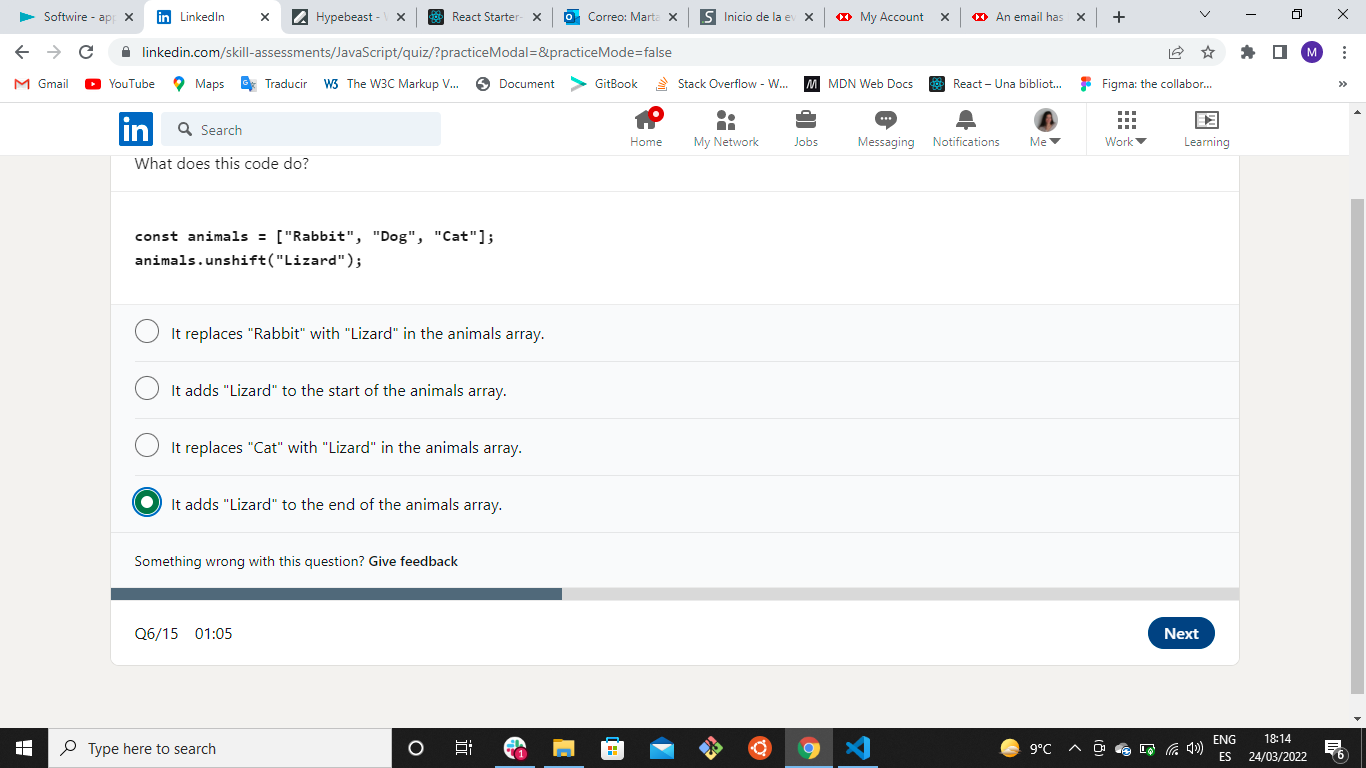 Softwire - app
LinkedIn
Hypebeast -
React Starter-
Correo: Marta
Inicio de la ev
My Account
An email has
linkedin.com/skill-assessments/JavaScript/quiz/?practiceModal=&practiceMode=false
M
Gmail
YouTube
Maps
Traducir
The W3C Markup V...
Document
GitBook
Stack Overflow - W...
MDN Web Docs
React – Una bibliot...
Figma: the collabor...
»
in
Search
Home
My Network
Jobs
Messaging
Notifications
Me
Work
Learning
What does this code do?
const animals = ["Rabbit", "Dog", "Cat"];
animals.unshift("Lizard");
It replaces "Rabbit" with "Lizard" in the animals array.
It adds "Lizard" to the start of the animals array.
It replaces "Cat" with "Lizard" in the animals array.
It adds "Lizard" to the end of the animals array.
Something wrong with this question? Give feedback
Q6/15 01:05
Next
Type here to search
1
9°C
ENG
ES
18:14
24/03/2022
6